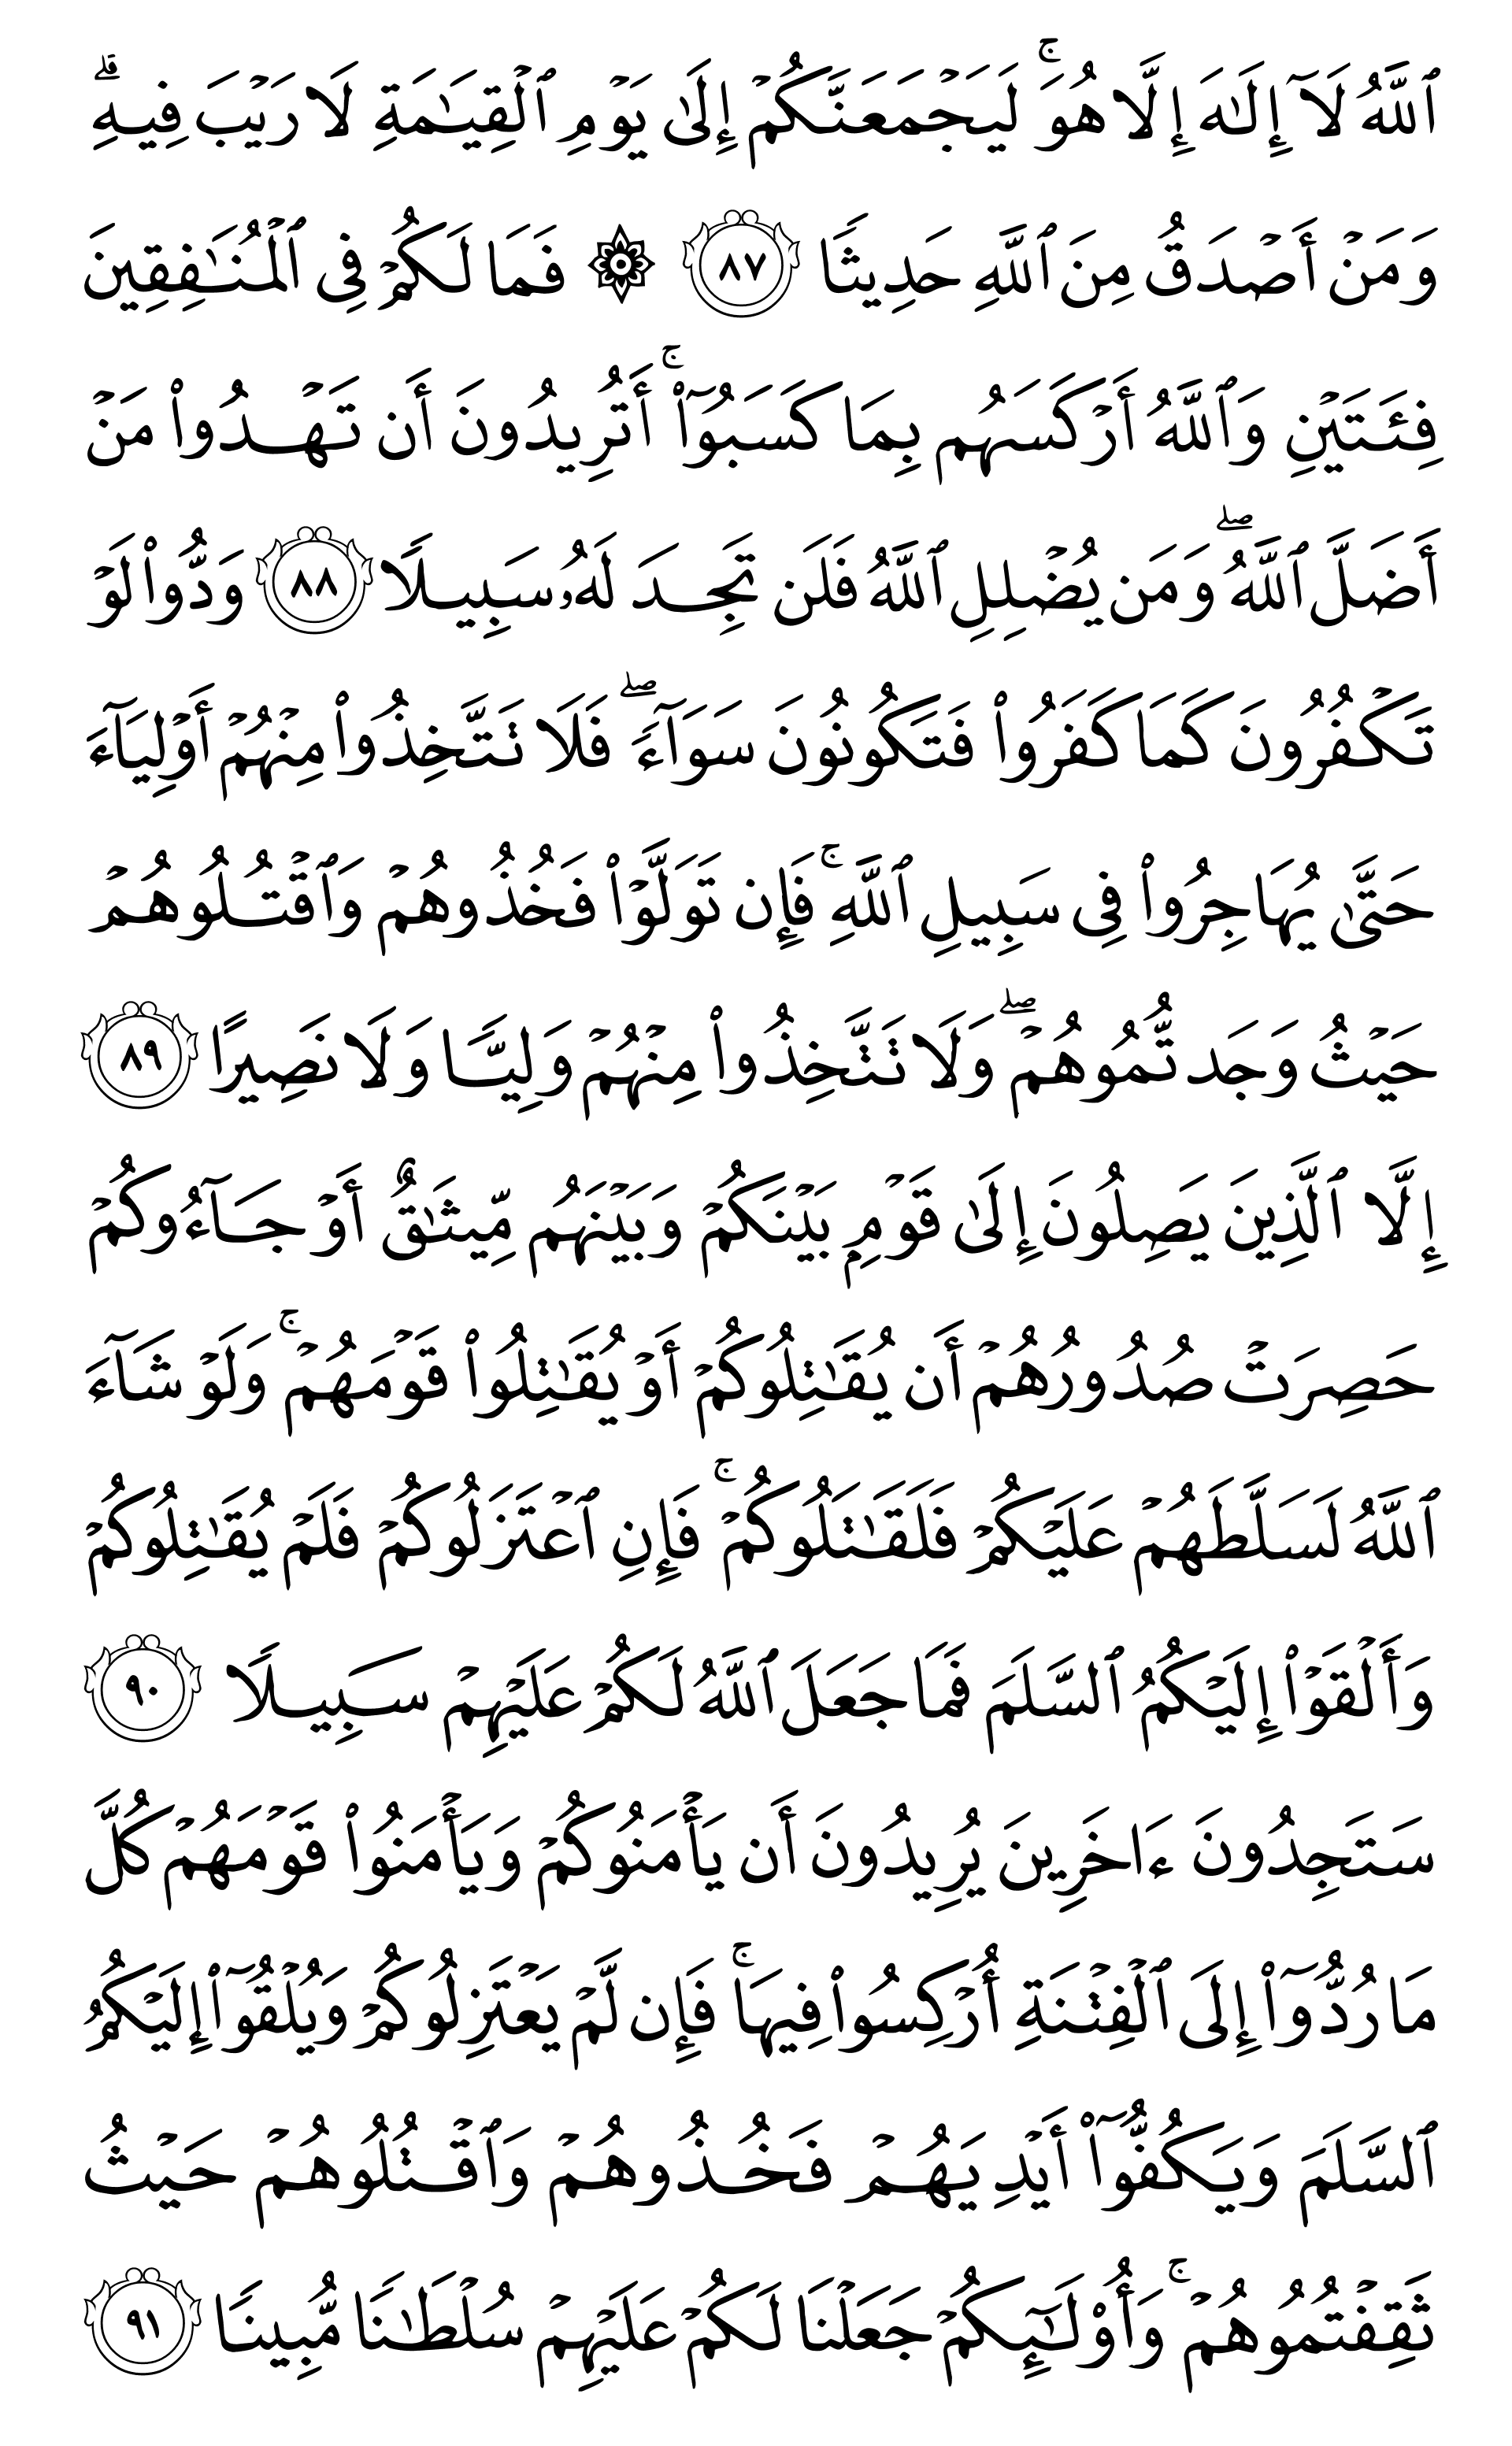 ٱللَّهُ لَآ إِلَٰهَ إِلَّا هُوَۚ لَيَجْمَعَنَّكُمْ إِلَىٰ يَوْمِ ٱلْقِيَٰمَةِ لَا رَيْبَ فِيهِۗ
وَمَنْ أَصْدَقُ مِنَ ٱللَّهِ حَدِيثًا ٨٧ ۞ فَمَا لَكُمْ فِى ٱلْمُنَٰفِقِينَ
فِئَتَيْنِ وَٱللَّهُ أَرْكَسَهُم بِمَا كَسَبُوٓا۟ۚ أَتُرِيدُونَ أَن تَهْدُوا۟ مَنْ
أَضَلَّ ٱللَّهُۖ وَمَن يُضْلِلِ ٱللَّهُ فَلَن تَجِدَ لَهُۥ سَبِيلًا ٨٨ وَدُّوا۟ لَوْ
تَكْفُرُونَ كَمَا كَفَرُوا۟ فَتَكُونُونَ سَوَآءًۖ فَلَا تَتَّخِذُوا۟ مِنْهُمْ أَوْلِيَآءَ
حَتَّىٰ يُهَاجِرُوا۟ فِى سَبِيلِ ٱللَّهِۚ فَإِن تَوَلَّوْا۟ فَخُذُوهُمْ وَٱقْتُلُوهُمْ
حَيْثُ وَجَدتُّمُوهُمْۖ وَلَا تَتَّخِذُوا۟ مِنْهُمْ وَلِيًّا وَلَا نَصِيرًا ٨٩
إِلَّا ٱلَّذِينَ يَصِلُونَ إِلَىٰ قَوْمٍۭ بَيْنَكُمْ وَبَيْنَهُم مِّيثَٰقٌ أَوْ جَآءُوكُمْ
حَصِرَتْ صُدُورُهُمْ أَن يُقَٰتِلُوكُمْ أَوْ يُقَٰتِلُوا۟ قَوْمَهُمْۚ وَلَوْ شَآءَ
ٱللَّهُ لَسَلَّطَهُمْ عَلَيْكُمْ فَلَقَٰتَلُوكُمْۚ فَإِنِ ٱعْتَزَلُوكُمْ فَلَمْ يُقَٰتِلُوكُمْ
وَأَلْقَوْا۟ إِلَيْكُمُ ٱلسَّلَمَ فَمَا جَعَلَ ٱللَّهُ لَكُمْ عَلَيْهِمْ سَبِيلًا ٩٠
سَتَجِدُونَ ءَاخَرِينَ يُرِيدُونَ أَن يَأْمَنُوكُمْ وَيَأْمَنُوا۟ قَوْمَهُمْ كُلَّ
مَا رُدُّوٓا۟ إِلَى ٱلْفِتْنَةِ أُرْكِسُوا۟ فِيهَاۚ فَإِن لَّمْ يَعْتَزِلُوكُمْ وَيُلْقُوٓا۟ إِلَيْكُمُ
ٱلسَّلَمَ وَيَكُفُّوٓا۟ أَيْدِيَهُمْ فَخُذُوهُمْ وَٱقْتُلُوهُمْ حَيْثُ
ثَقِفْتُمُوهُمْۚ وَأُو۟لَٰٓئِكُمْ جَعَلْنَا لَكُمْ عَلَيْهِمْ سُلْطَٰنًا مُّبِينًا ٩١